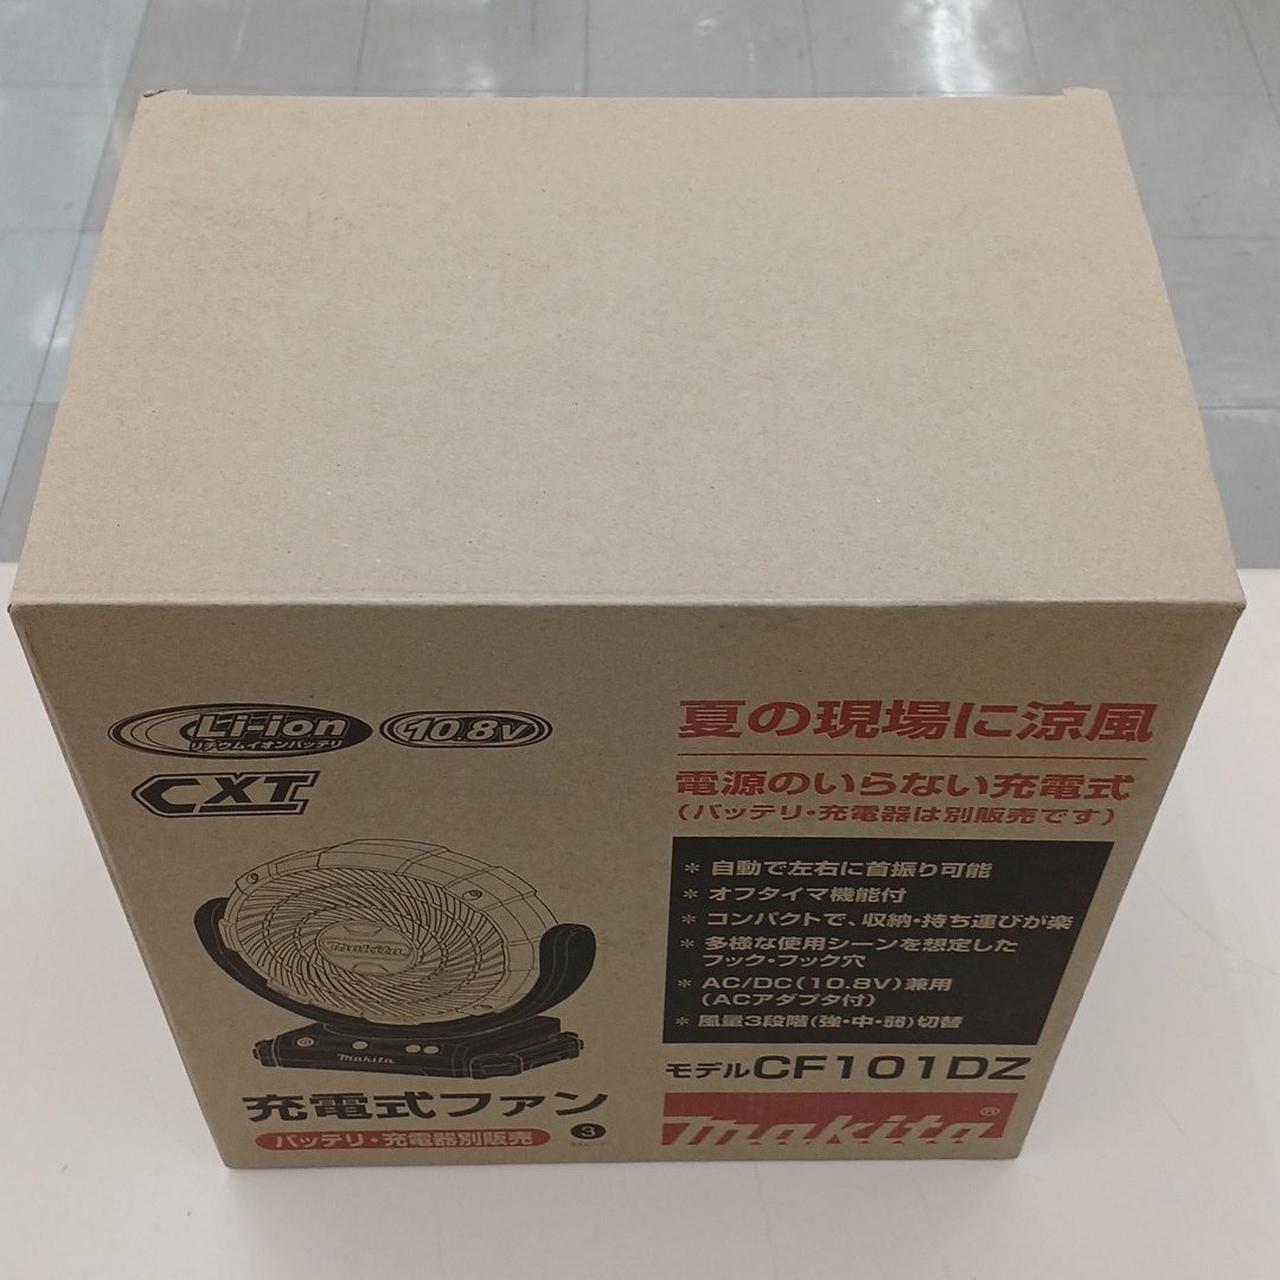 Li-ion
リチウムイオンバッテリ
10.8V
CXT
夏の現場に涼風
電源のいらない充電式
(バッテリ・充電器は別販売です)
* 自動で左右に首振り可能
* オフタイマ機能付
* コンパクトで、収納・持ち運びが楽
* 多様な使用シーンを想定した
フック・フック穴
* AC/DC(10.8V)兼用
(ACアダプタ付)
* 風量3段階(強・中・弱)切替
makita
makita
充電式ファン
バッテリ・充電器別販売
3
モデルCF101DZ
makita®